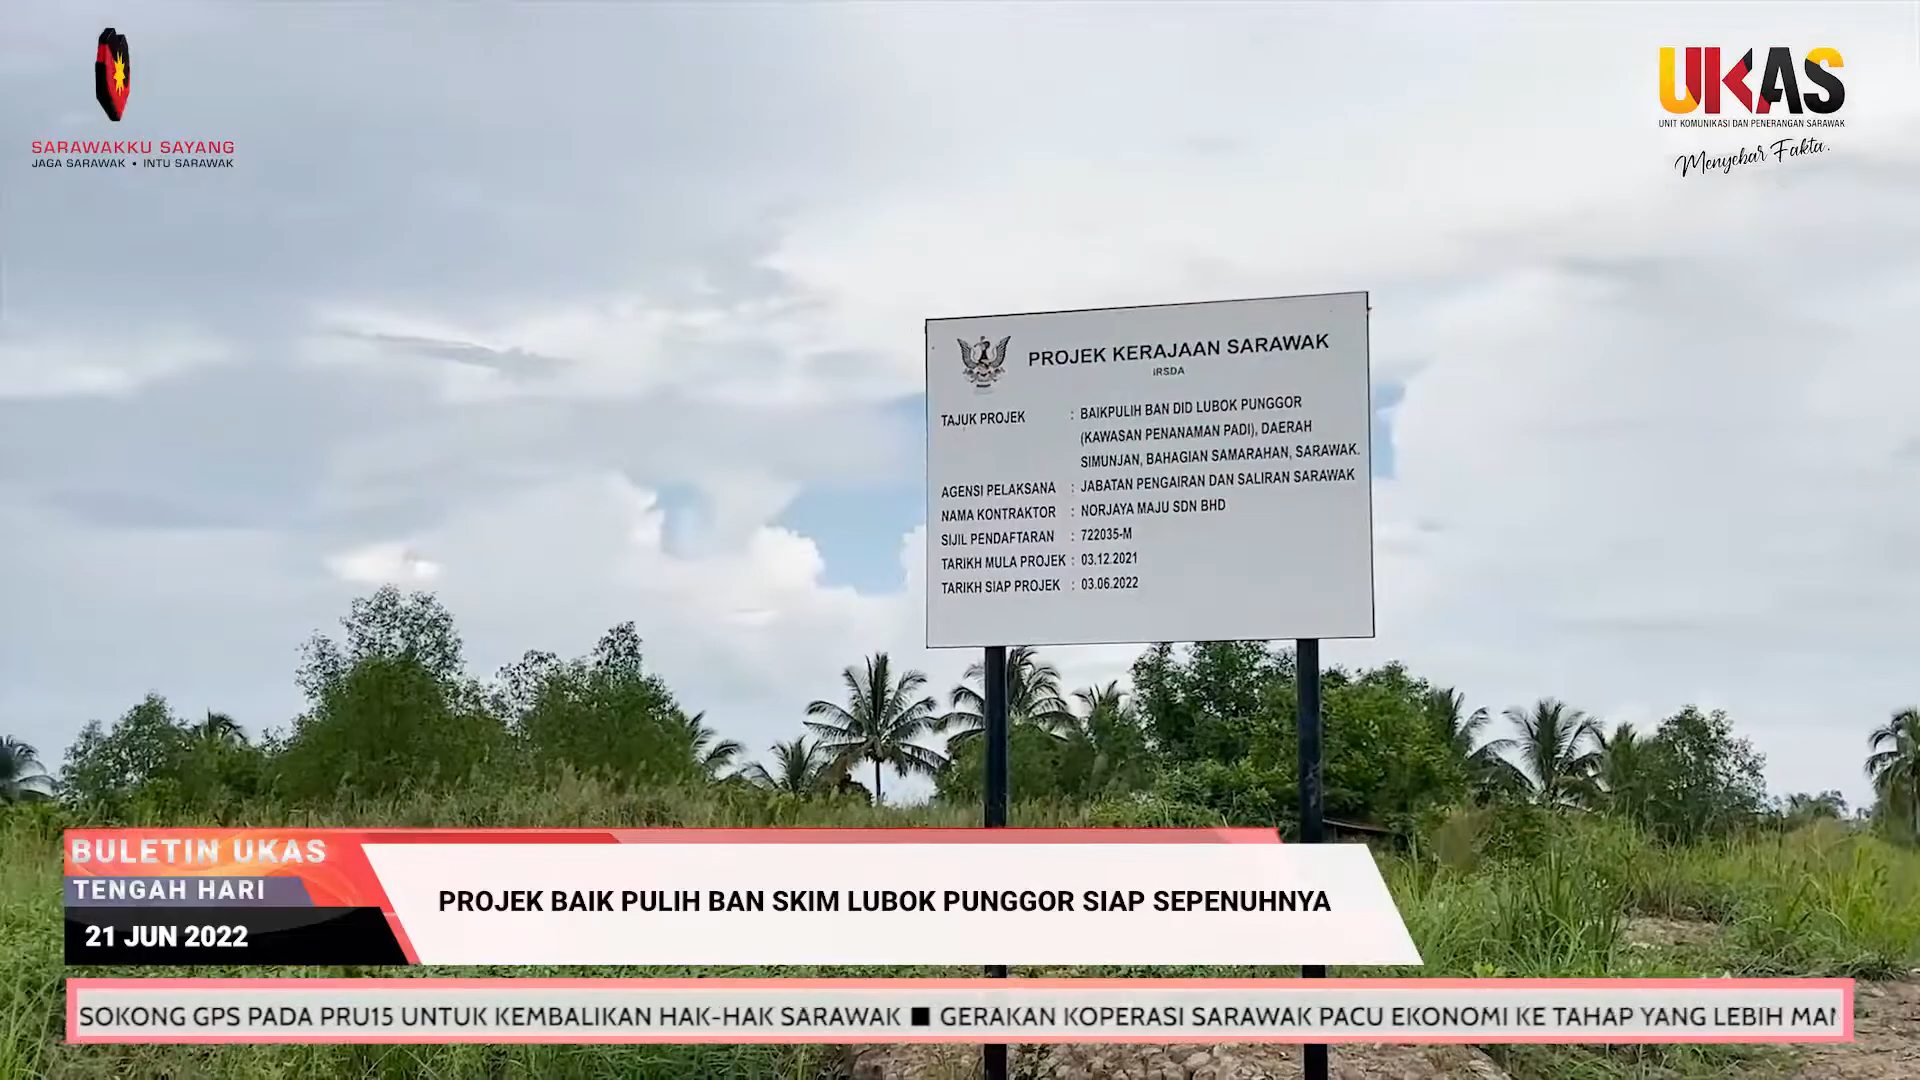 SARAWAKKU SAYANG
JAGA SARAWAK • INTU SARAWAK
UKAS
UNIT KOMUNIKASI DAN PENERANGAN SARAWAK
Menyebar Fakta.
PROJEK KERAJAAN SARAWAK
IRSDA
TAJUK PROJEK : BAIKPULIH BAN DID LUBOK PUNGGOR
(KAWASAN PENANAMAN PADI), DAERAH
SIMUNJAN, BAHAGIAN SAMARAHAN, SARAWAK.
AGENSI PELAKSANA : JABATAN PENGAIRAN DAN SALIRAN SARAWAK
NAMA KONTRAKTOR : NORJAYA MAJU SDN BHD
SIJIL PENDAFTARAN : 722035-M
TARIKH MULA PROJEK : 03.12.2021
TARIKH SIAP PROJEK : 03.06.2022
BULETIN UKAS
TENGAH HARI
21 JUN 2022
PROJEK BAIK PULIH BAN SKIM LUBOK PUNGGOR SIAP SEPENUHNYA
SOKONG GPS PADA PRU15 UNTUK KEMBALIKAN HAK-HAK SARAWAK ■ GERAKAN KOPERASI SARAWAK PACU EKONOMI KE TAHAP YANG LEBIH